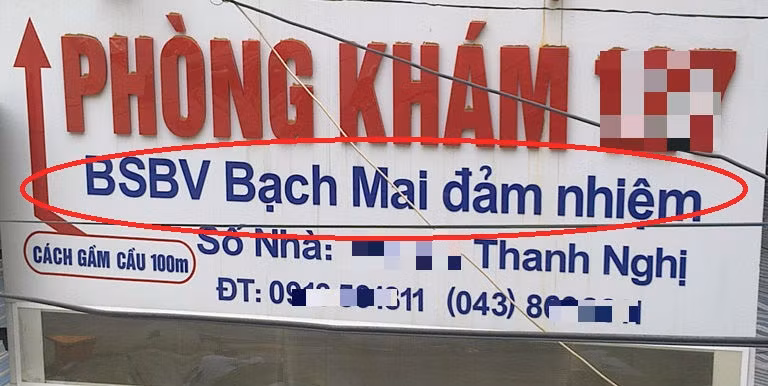 PHÒNG KHÁM
BSBV Bạch Mai đảm nhiệm
CÁCH GẦM CẦU 100m
Số Nhà: Thanh Nghị
ĐT: (043)